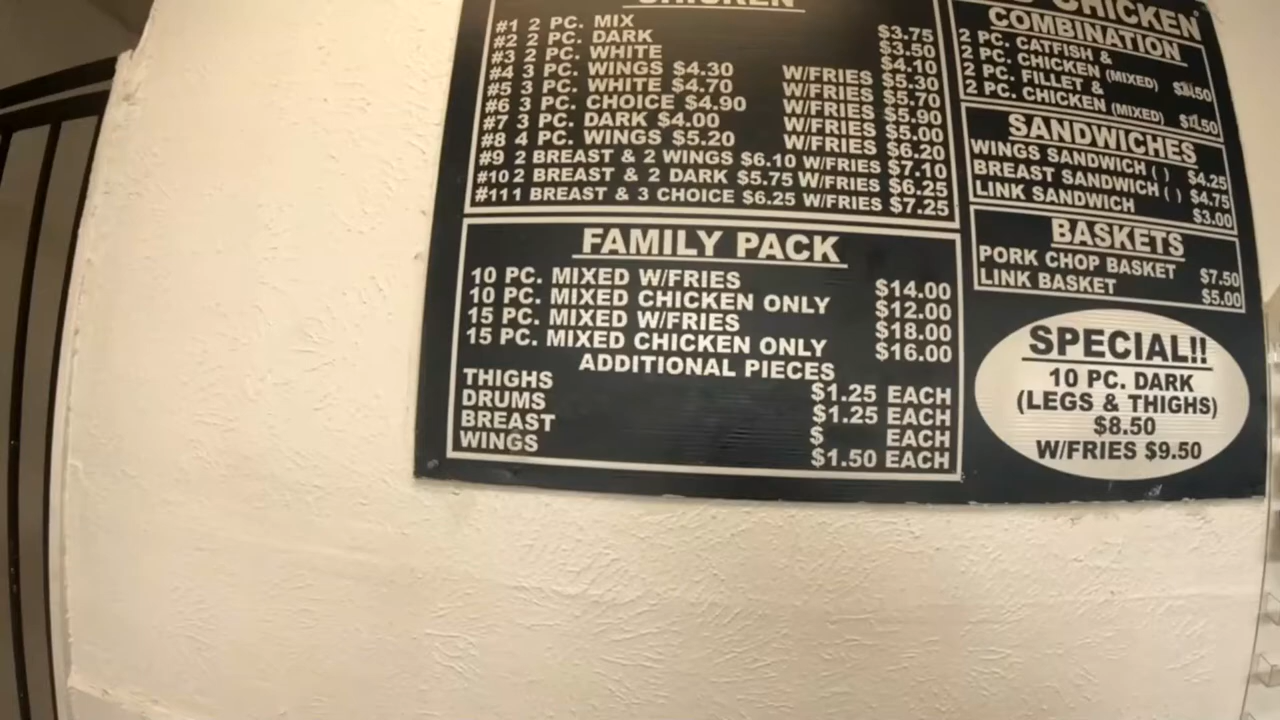 CHICKEN
#1 2 PC. MIX $3.75
#2 2 PC. DARK $3.50
#3 2 PC. WHITE $4.10
#4 3 PC. WINGS $4.30 W/FRIES $5.30
#5 3 PC. WHITE $4.70 W/FRIES $5.70
#6 3 PC. CHOICE $4.90 W/FRIES $5.90
#7 3 PC. DARK $4.00 W/FRIES $5.00
#8 4 PC. WINGS $5.20 W/FRIES $6.20
#9 2 BREAST & 2 WINGS $6.10 W/FRIES $7.10
#10 2 BREAST & 2 DARK $5.75 W/FRIES $6.25
#11 1 BREAST & 3 CHOICE $6.25 W/FRIES $7.25
FAMILY PACK
10 PC. MIXED W/FRIES $14.00
10 PC. MIXED CHICKEN ONLY $12.00
15 PC. MIXED W/FRIES $18.00
15 PC. MIXED CHICKEN ONLY $16.00
ADDITIONAL PIECES
THIGHS $1.25 EACH
DRUMS $1.25 EACH
BREAST $ EACH
WINGS $1.50 EACH
CHICKEN
COMBINATION
2 PC. CATFISH &
2 PC. CHICKEN (MIXED)
2 PC. FILLET &
2 PC. CHICKEN (MIXED)
SANDWICHES
WINGS SANDWICH ( ) $4.25
BREAST SANDWICH ( ) $4.75
LINK SANDWICH $3.00
BASKETS
PORK CHOP BASKET $7.50
LINK BASKET $5.00
SPECIAL!!
10 PC. DARK
(LEGS & THIGHS)
$8.50
W/FRIES $9.50